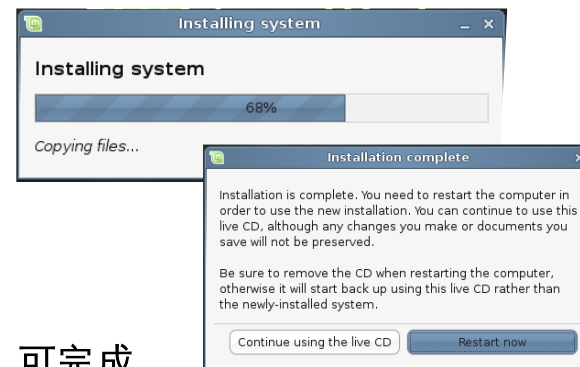 Installing system
Installing system
68%
Copying files...
Installation complete
Installation is complete. You need to restart the computer in
order to use the new installation. You can continue to use this
live CD, although any changes you make or documents you
save will not be preserved.
Be sure to remove the CD when restarting the computer,
otherwise it will start back up using this live CD rather than
the newly-installed system.
Continue using the live CD
Restart now
可完成